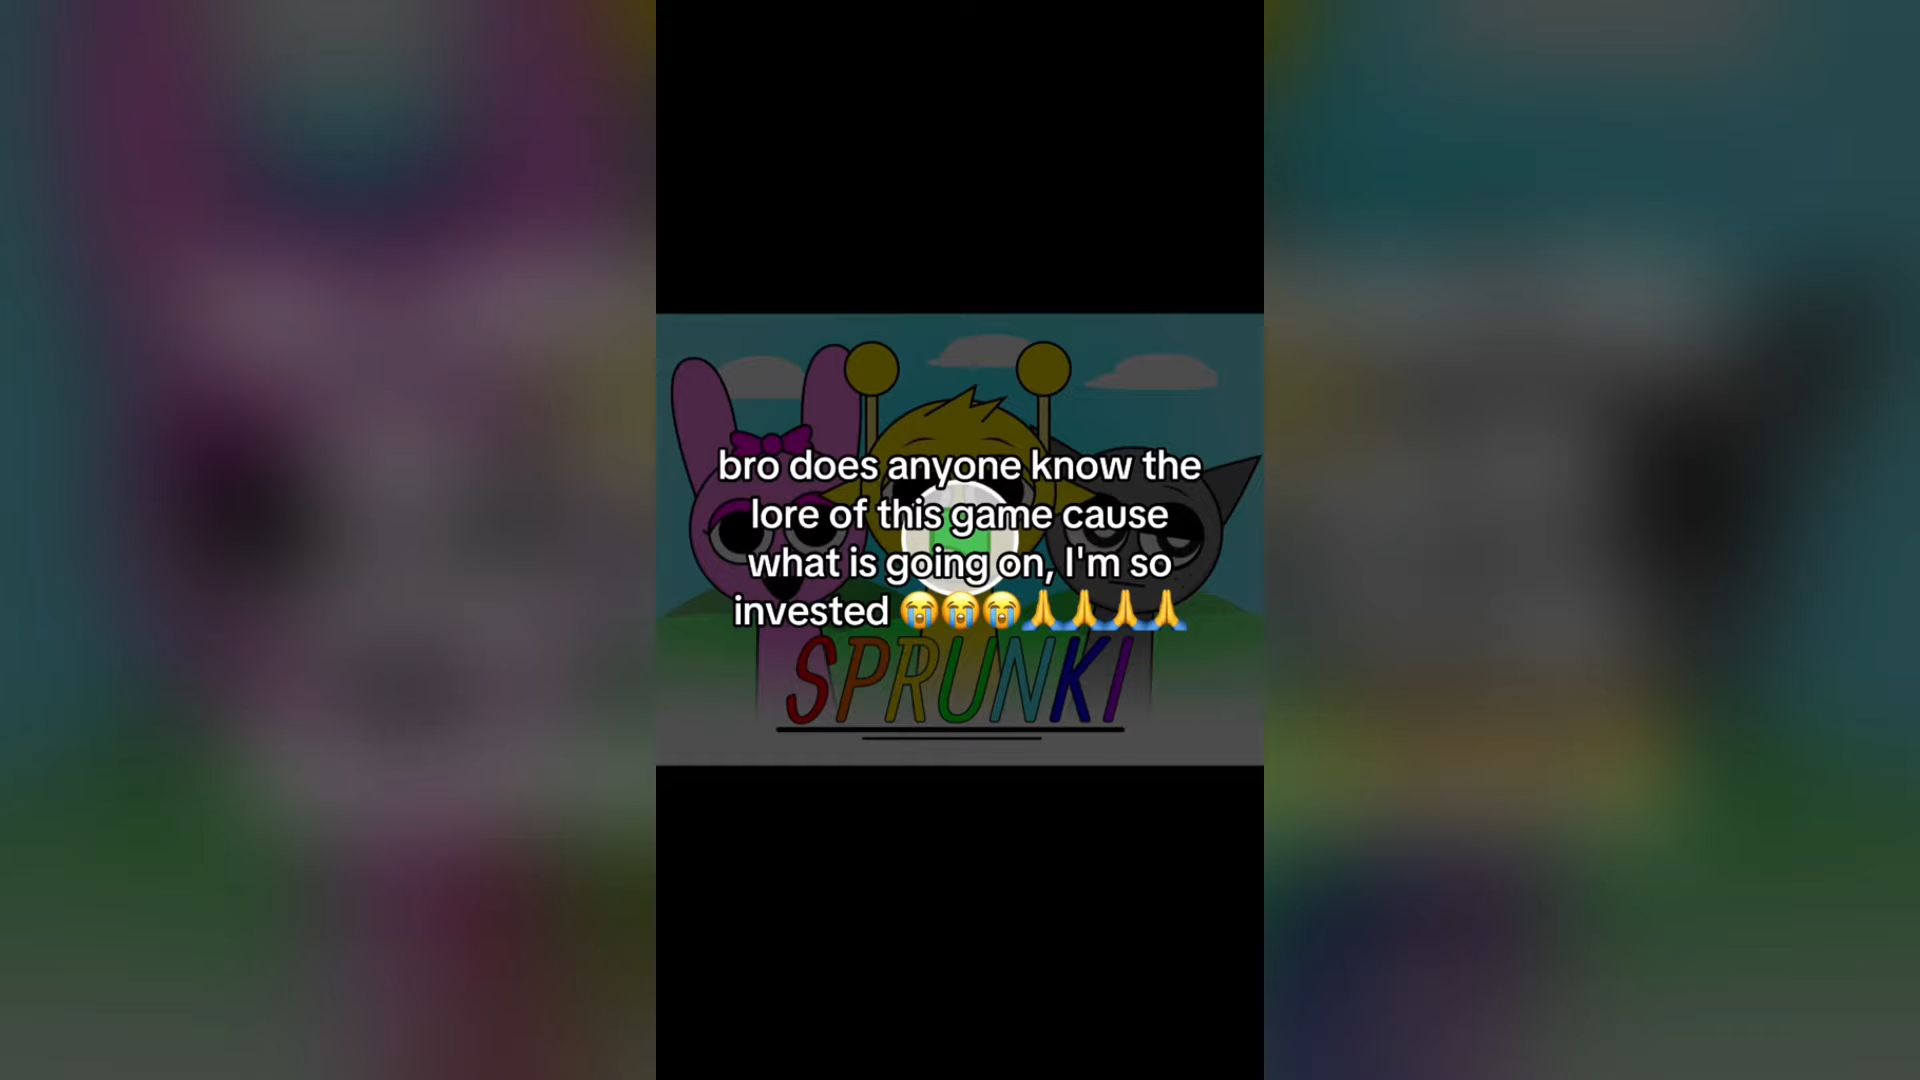 bro does anyone know the
lore of this game cause
what is going on, I'm so
invested 😭😭😭🙏🙏🙏🙏
SPRUNKI